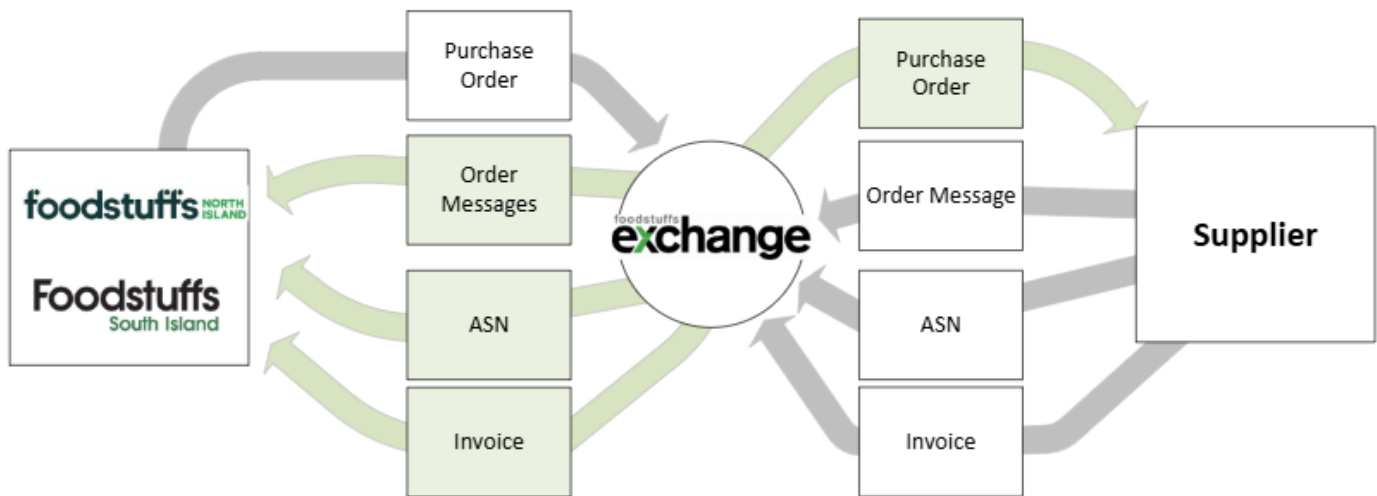 Purchase
Order
Purchase
Order
foodstuffs NORTH
ISLAND
Foodstuffs
South Island
Order
Messages
foodstuffs
exchange
Order Message
Supplier
ASN
ASN
Invoice
Invoice